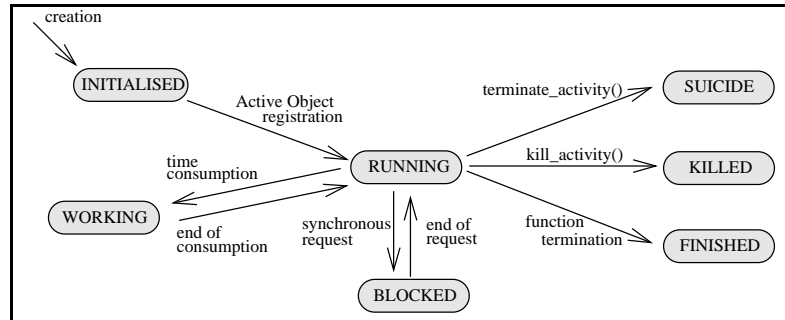 creation
INITIALISED
Active Object
registration
time
consumption
WORKING
end of
consumption
RUNNING
synchronous
request
end of
request
BLOCKED
terminate_activity()
SUICIDE
kill_activity()
KILLED
function
termination
FINISHED